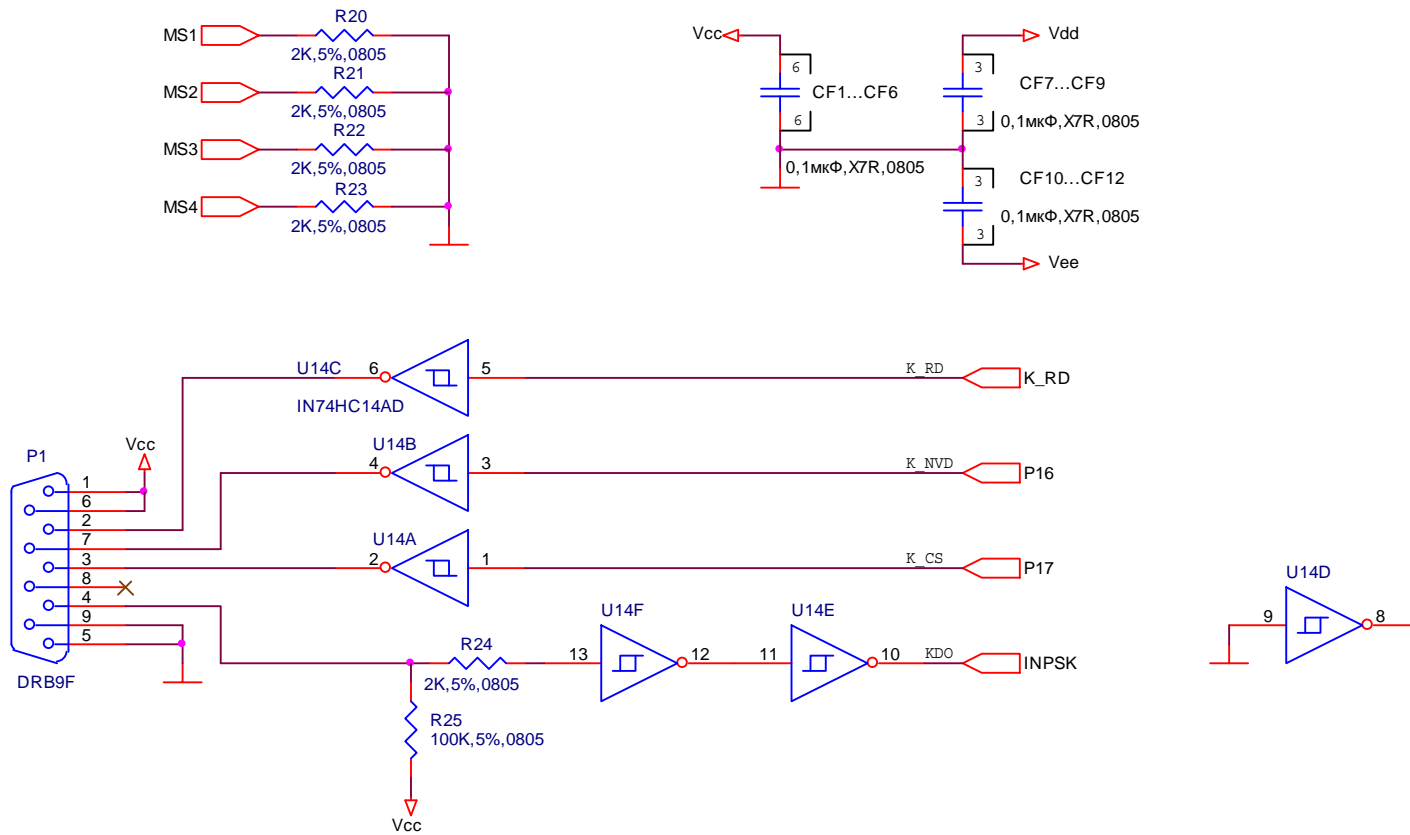 R20
MS1
2K,5%,0805
R21
MS2
2K,5%,0805
R22
MS3
2K,5%,0805
R23
MS4
2K,5%,0805
Vcc
6
6
CF1...CF6
0,1мкФ,X7R,0805
Vdd
3
CF7...CF9
3
0,1мкФ,X7R,0805
3
CF10...CF12
0,1мкФ,X7R,0805
3
Vee
U14C
6
5
K_RD
K_RD
IN74HC14AD
U14B
4
3
K_NVD
P16
U14A
2
1
K_CS
P17
P1
Vcc
1
6
2
7
3
8
4
9
5
DRB9F
R24
2K,5%,0805
R25
100K,5%,0805
Vcc
U14F
13
12
U14E
11
10
KDO
INPSK
U14D
9
8